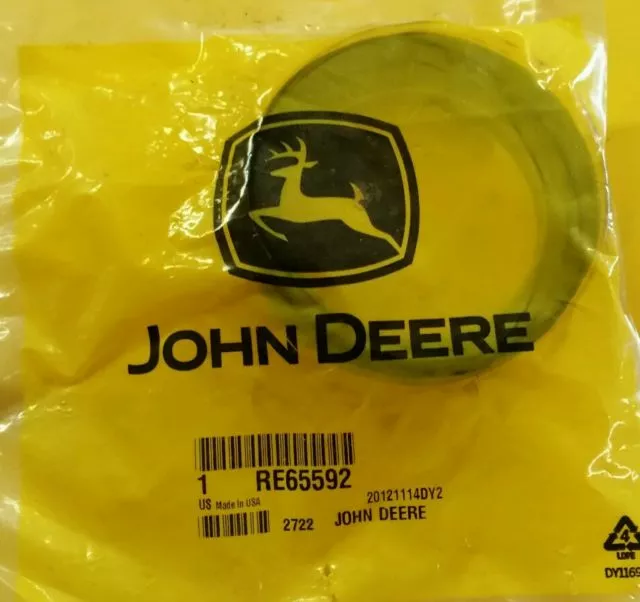 JOHN DEERE
1 RE65592
20121114DY2
US Made In USA
2722 JOHN DEERE
4
LDPE
DY1169